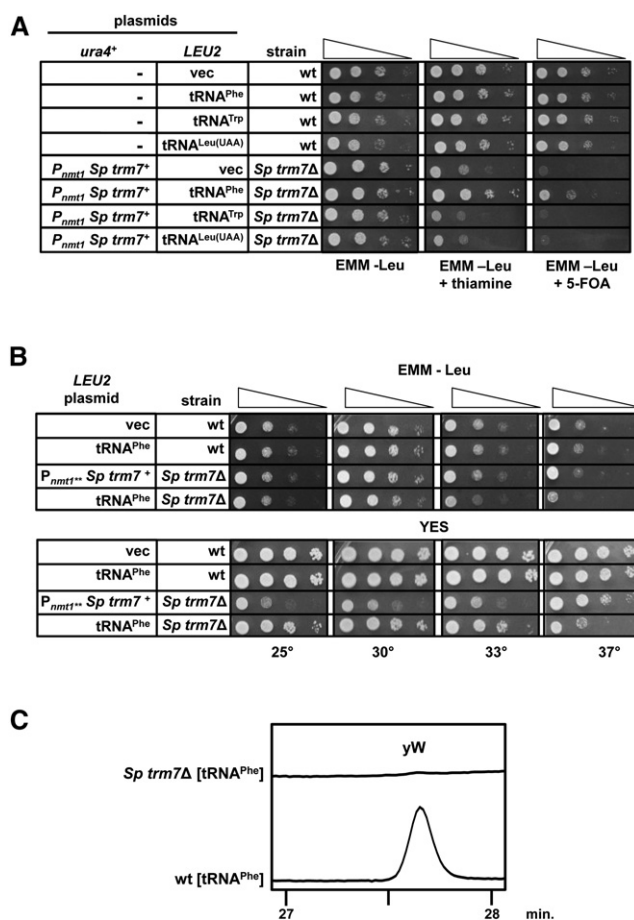 A
plasmids
ura4+ LEU2 strain
- vec wt
- tRNAPhe wt
- tRNATrp wt
- tRNALeu(UAA) wt
Pnmt1 Sp trm7+ vec Sp trm7Δ
Pnmt1 Sp trm7+ tRNAPhe Sp trm7Δ
Pnmt1 Sp trm7+ tRNATrp Sp trm7Δ
Pnmt1 Sp trm7+ tRNALeu(UAA) Sp trm7Δ
EMM -Leu
EMM –Leu + thiamine
EMM –Leu + 5-FOA
B
EMM - Leu
LEU2 plasmid strain
vec wt
tRNAPhe wt
Pnmt1** Sp trm7 + Sp trm7Δ
tRNAPhe Sp trm7Δ
YES
vec wt
tRNAPhe wt
Pnmt1** Sp trm7 + Sp trm7Δ
tRNAPhe Sp trm7Δ
25° 30° 33° 37°
C
yW
Sp trm7Δ [tRNAPhe]
wt [tRNAPhe]
27 28 min.